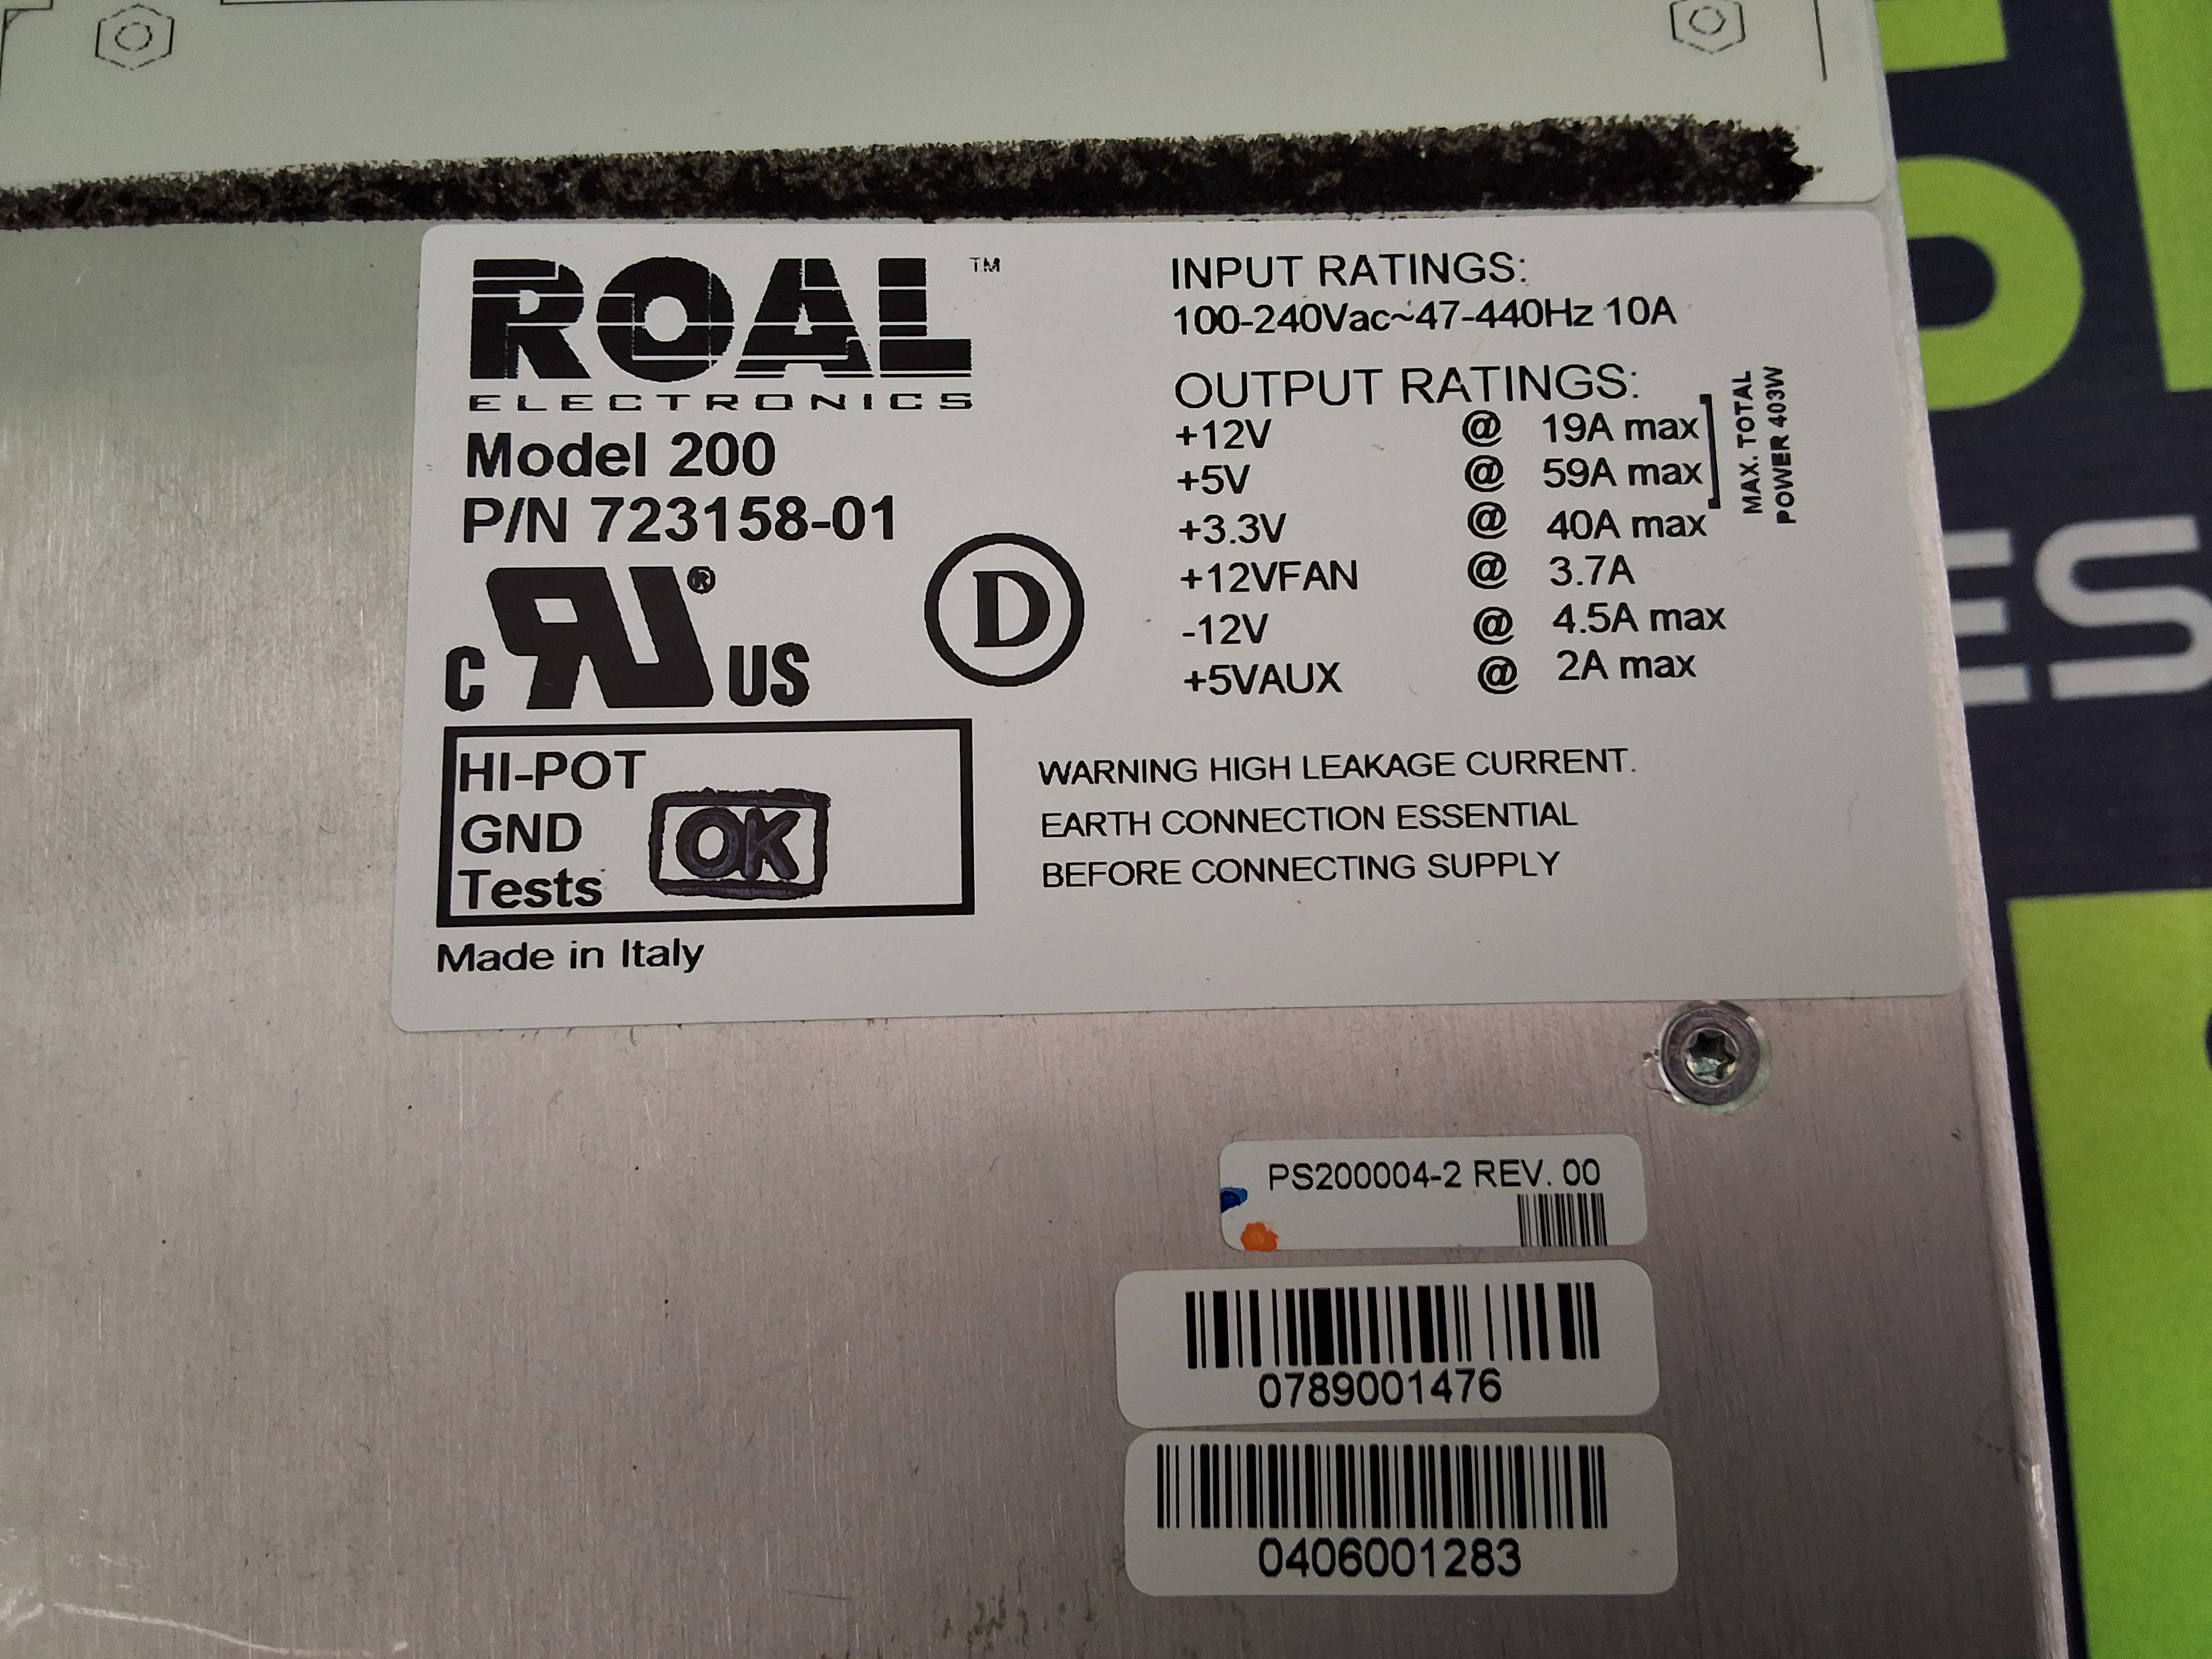 ROAL™
ELECTRONICS
Model 200
P/N 723158-01
C RU® US
D
HI-POT
GND
Tests
OK
Made in Italy
INPUT RATINGS:
100-240Vac~47-440Hz 10A
OUTPUT RATINGS:
+12V @ 19A max
+5V @ 59A max
+3.3V @ 40A max
+12VFAN @ 3.7A
-12V @ 4.5A max
+5VAUX @ 2A max
MAX. TOTAL
POWER 403W
WARNING HIGH LEAKAGE CURRENT.
EARTH CONNECTION ESSENTIAL
BEFORE CONNECTING SUPPLY
PS200004-2 REV. 00
0789001476
0406001283
ES